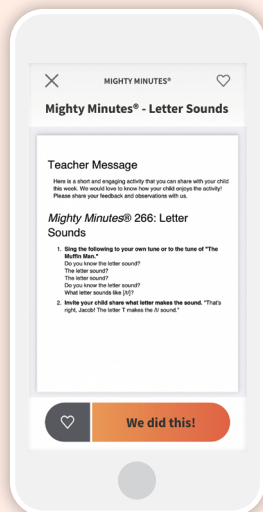 MIGHTY MINUTES®
Mighty Minutes® - Letter Sounds
Teacher Message
Here is a short and engaging activity that you can share with your child
this week. We would love to know how your child enjoys the activity!
Please share your feedback and observations with us.
Mighty Minutes® 266: Letter
Sounds
1. Sing the following to your own tune or to the tune of "The
Muffin Man."
Do you know the letter sound?
The letter sound?
The letter sound?
Do you know the letter sound?
What letter sounds like [/t/]?
2. Invite your child share what letter makes the sound. "That's
right, Jacob! The letter T makes the /t/ sound."
We did this!